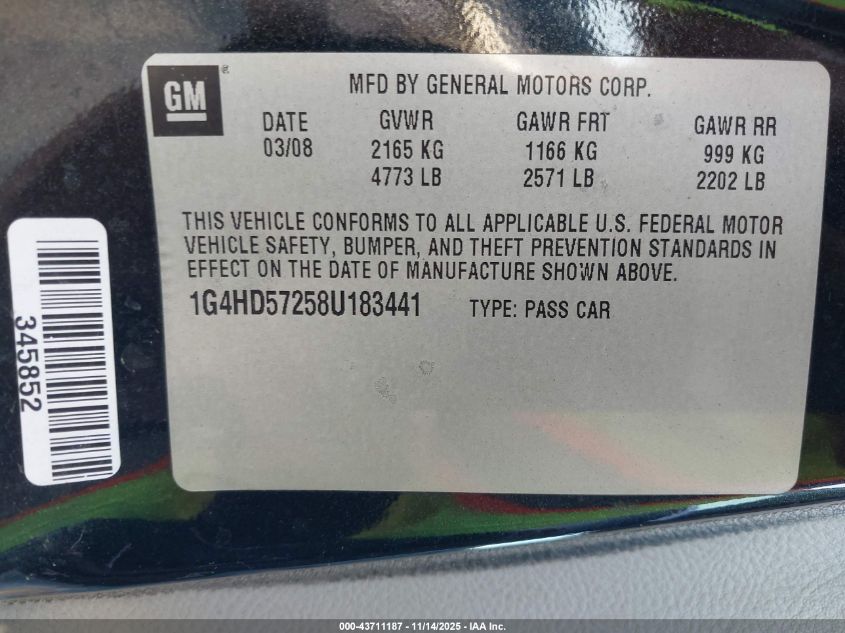 GM®
MFD BY GENERAL MOTORS CORP.
DATE GVWR GAWR FRT GAWR RR
03/08 2165 KG 1166 KG 999 KG
4773 LB 2571 LB 2202 LB
THIS VEHICLE CONFORMS TO ALL APPLICABLE U.S. FEDERAL MOTOR
VEHICLE SAFETY, BUMPER, AND THEFT PREVENTION STANDARDS IN
EFFECT ON THE DATE OF MANUFACTURE SHOWN ABOVE.
1G4HD57258U183441 TYPE: PASS CAR
345852
000-43711187 - 11/14/2025 - IAA Inc.